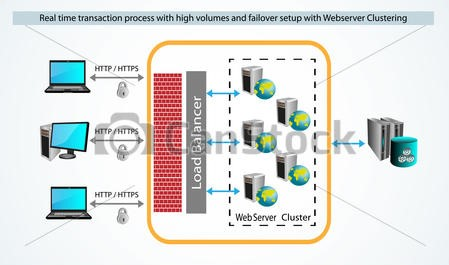 Real time transaction process with high volumes and failover setup with Webserver Clustering
HTTP / HTTPS
HTTP / HTTPS
HTTP / HTTPS
Load Balancer
WebServer Cluster
CanStock